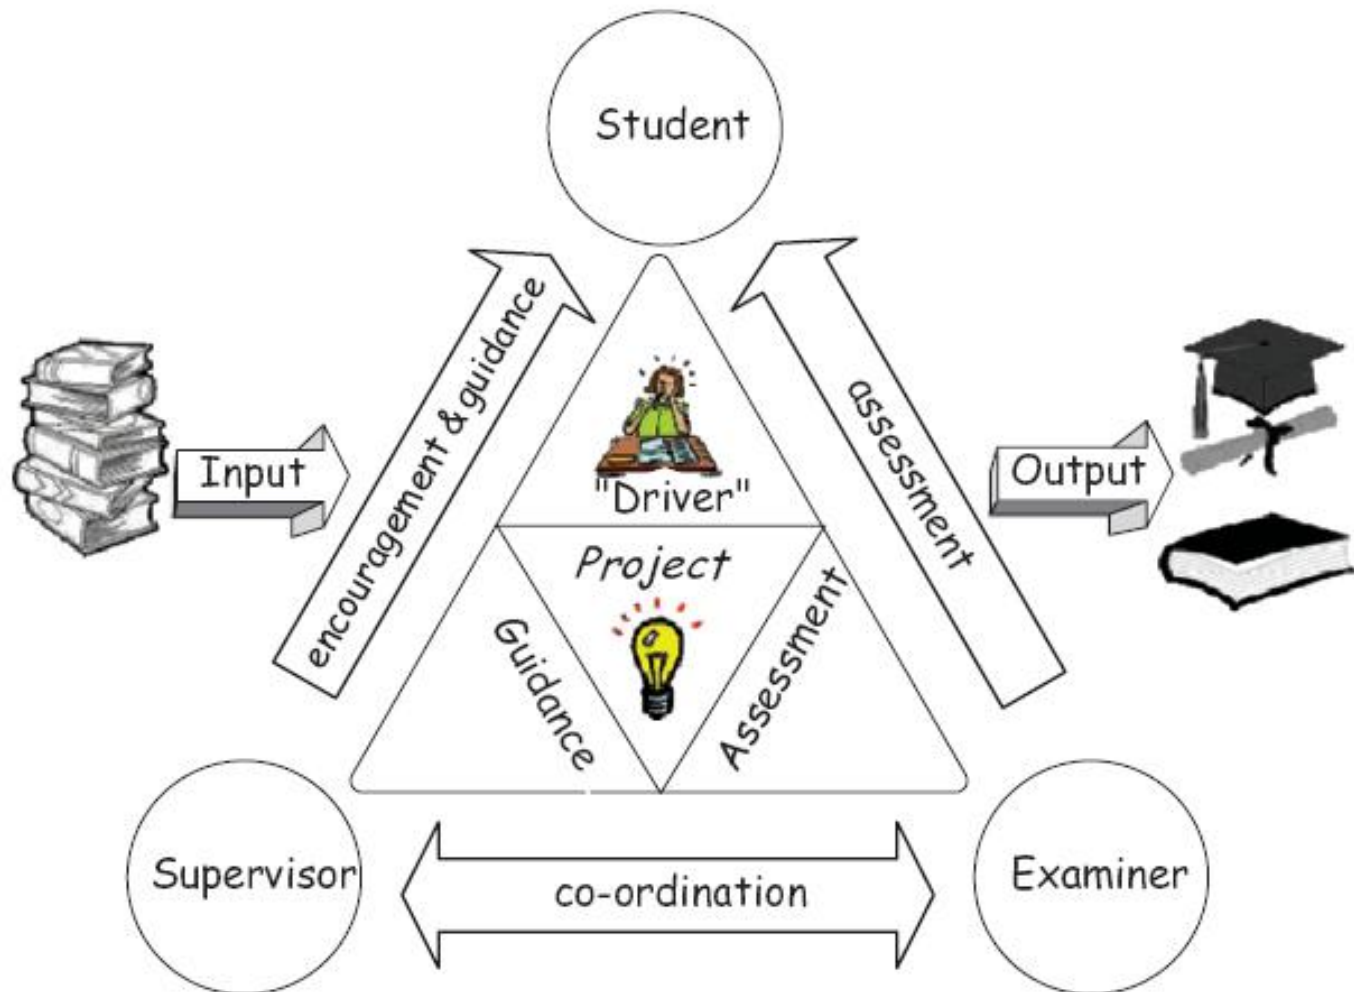 Student
encouragement & guidance
assessment
Input
Output
"Driver"
Project
Guidance
Assessment
Supervisor
co-ordination
Examiner